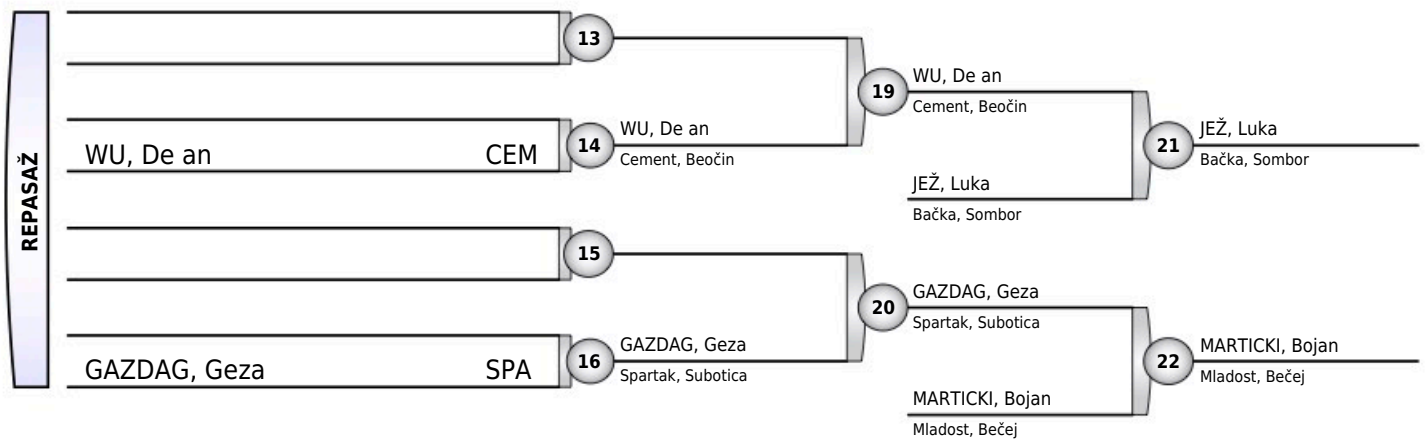 REPASAŽ
13
WU, De an CEM
14
WU, De an
Cement, Beočin
19
WU, De an
Cement, Beočin
JEŽ, Luka
Bačka, Sombor
21
JEŽ, Luka
Bačka, Sombor
15
GAZDAG, Geza SPA
16
GAZDAG, Geza
Spartak, Subotica
20
GAZDAG, Geza
Spartak, Subotica
MARTICKI, Bojan
Mladost, Bečej
22
MARTICKI, Bojan
Mladost, Bečej